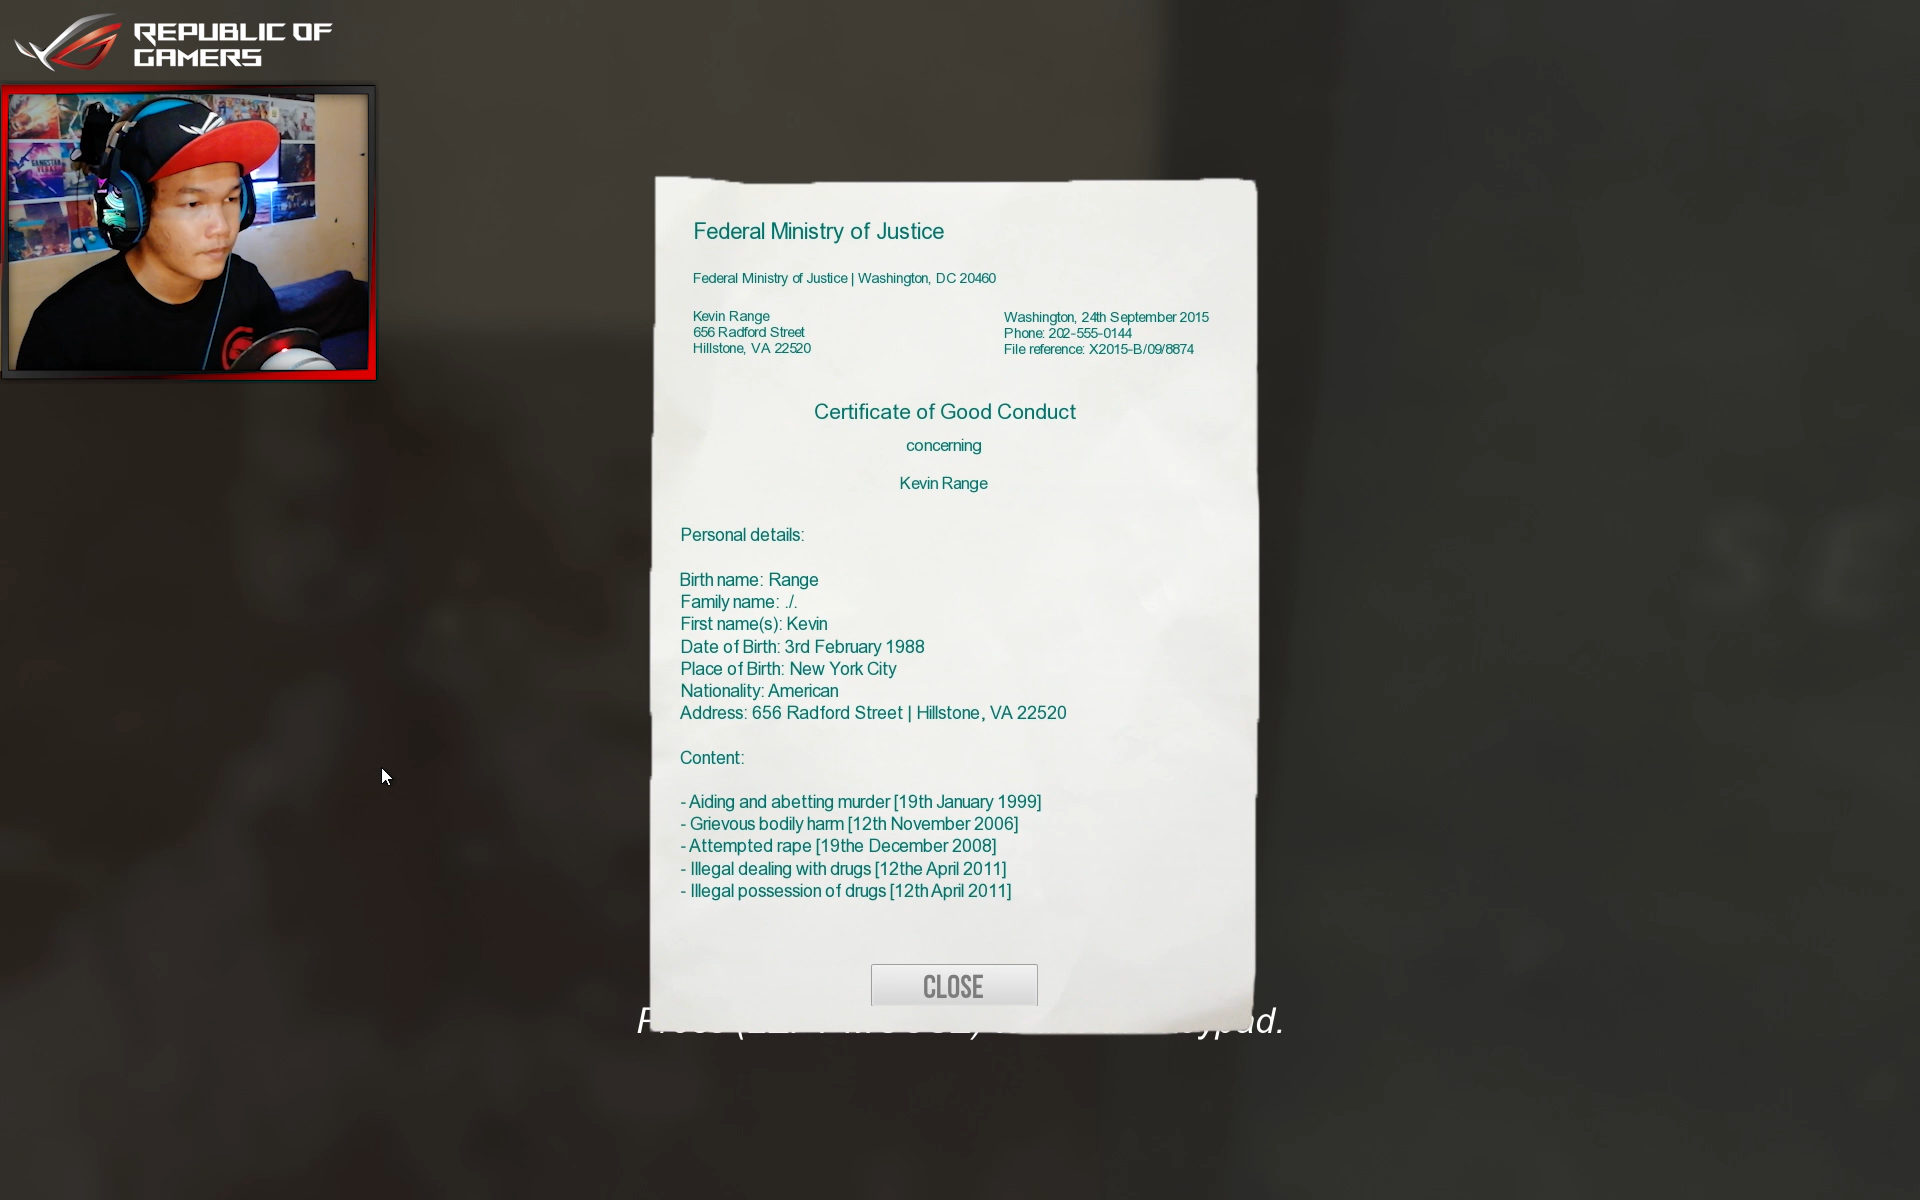 REPUBLIC OF
GAMERS
Federal Ministry of Justice
Federal Ministry of Justice | Washington, DC 20460
Kevin Range
656 Radford Street
Hillstone, VA 22520
Washington, 24th September 2015
Phone: 202-555-0144
File reference: X2015-B/09/8874
Certificate of Good Conduct
concerning
Kevin Range
Personal details:
Birth name: Range
Family name: ./.
First name(s): Kevin
Date of Birth: 3rd February 1988
Place of Birth: New York City
Nationality: American
Address: 656 Radford Street | Hillstone, VA 22520
Content:
- Aiding and abetting murder [19th January 1999]
- Grievous bodily harm [12th November 2006]
- Attempted rape [19the December 2008]
- Illegal dealing with drugs [12the April 2011]
- Illegal possession of drugs [12th April 2011]
CLOSE